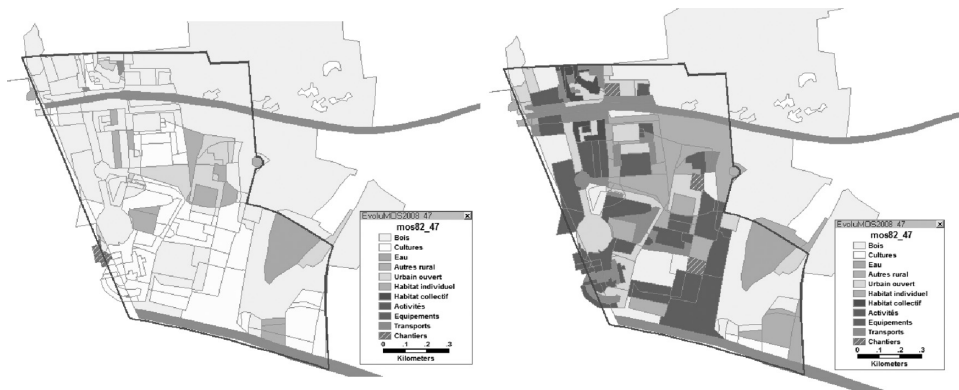 EvoluMOS2008_47
mos82_47
Bois
Cultures
Eau
Autres rural
Urbain ouvert
Habitat individuel
Habitat collectif
Activités
Equipements
Transports
Chantiers
0 .1 .2 .3
Kilometers
EvoluMOS2008_47
mos82_47
Bois
Cultures
Eau
Autres rural
Urbain ouvert
Habitat individuel
Habitat collectif
Activités
Equipements
Transports
Chantiers
0 .1 .2 .3
Kilometers